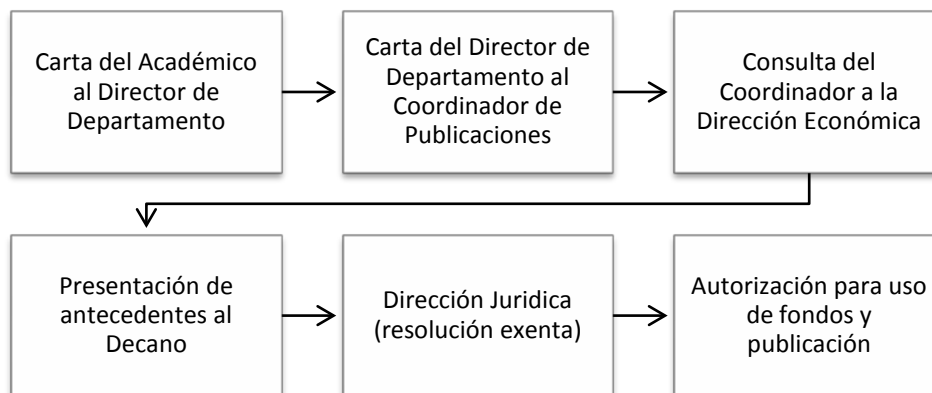 Carta del Académico
al Director de
Departamento
Carta del Director de
Departamento al
Coordinador de
Publicaciones
Consulta del
Coordinador a la
Dirección Económica
Presentación de
antecedentes al
Decano
Dirección Juridica
(resolución exenta)
Autorización para uso
de fondos y
publicación